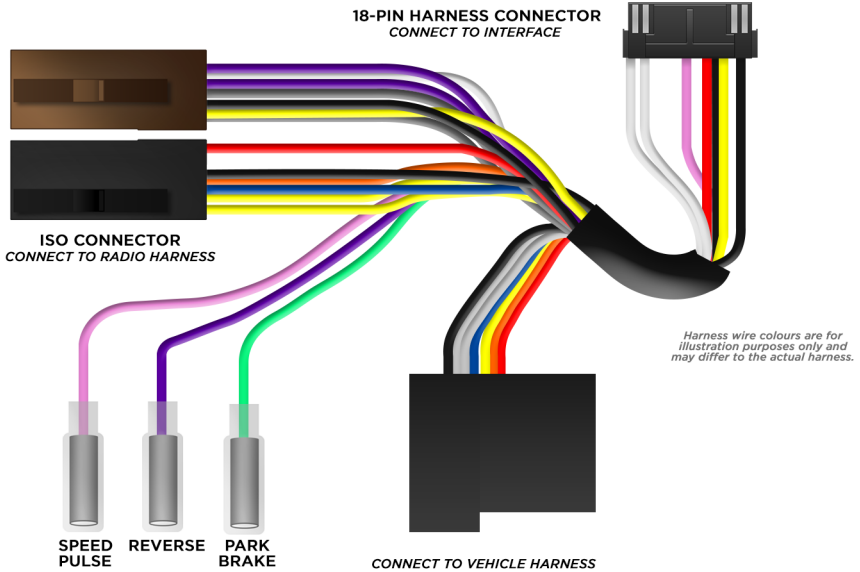 18-PIN HARNESS CONNECTOR
CONNECT TO INTERFACE
ISO CONNECTOR
CONNECT TO RADIO HARNESS
Harness wire colours are for
illustration purposes only and
may differ to the actual harness.
SPEED
PULSE
REVERSE
PARK
BRAKE
CONNECT TO VEHICLE HARNESS